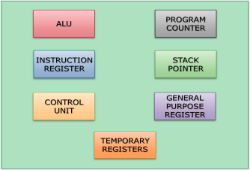 ALU
PROGRAM
COUNTER
INSTRUCTION
REGISTER
STACK
POINTER
CONTROL
UNIT
GENERAL
PURPOSE
REGISTER
TEMPORARY
REGISTERS